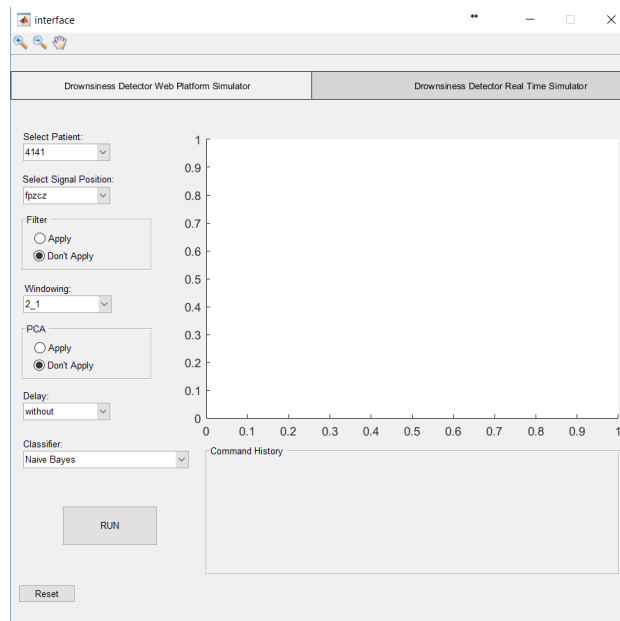 interface
Drownsiness Detector Web Platform Simulator
Drownsiness Detector Real Time Simulator
Select Patient:
4141
Select Signal Position:
fpzcz
Filter
Apply
Don't Apply
Windowing:
2_1
PCA
Apply
Don't Apply
Delay:
without
Classifier:
Naive Bayes
RUN
Reset
1
0.9
0.8
0.7
0.6
0.5
0.4
0.3
0.2
0.1
0
0 0.1 0.2 0.3 0.4 0.5 0.6 0.7 0.8 0.9 1
Command History